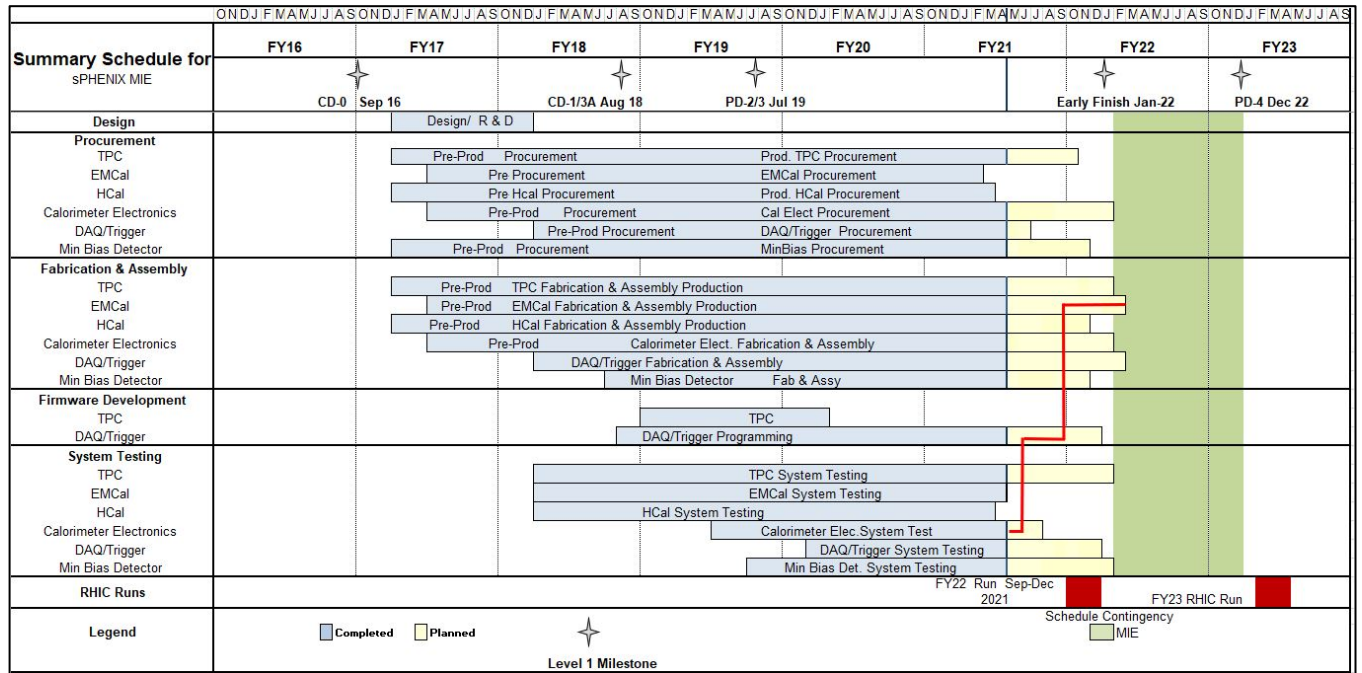 O N D J F M A M J J A S O N D J F M A M J J A S O N D J F M A M J J A S O N D J F M A M J J A S O N D J F M A M J J A S O N D J F M A M J J A S O N D J F M A M J J A S O N D J F M A M J J A S
FY16 FY17 FY18 FY19 FY20 FY21 FY22 FY23
Summary Schedule for
sPHENIX MIE
CD-0 Sep 16 CD-1/3A Aug 18 PD-2/3 Jul 19 Early Finish Jan-22 PD-4 Dec 22
Design Design/ R & D
Procurement
TPC Pre-Prod Procurement Prod. TPC Procurement
EMCal Pre Procurement EMCal Procurement
HCal Pre Hcal Procurement Prod. HCal Procurement
Calorimeter Electronics Pre-Prod Procurement Cal Elect Procurement
DAQ/Trigger Pre-Prod Procurement DAQ/Trigger Procurement
Min Bias Detector Pre-Prod Procurement MinBias Procurement
Fabrication & Assembly
TPC Pre-Prod TPC Fabrication & Assembly Production
EMCal Pre-Prod EMCal Fabrication & Assembly Production
HCal Pre-Prod HCal Fabrication & Assembly Production
Calorimeter Electronics Pre-Prod Calorimeter Elect. Fabrication & Assembly
DAQ/Trigger DAQ/Trigger Fabrication & Assembly
Min Bias Detector Min Bias Detector Fab & Assy
Firmware Development
TPC TPC
DAQ/Trigger DAQ/Trigger Programming
System Testing
TPC TPC System Testing
EMCal EMCal System Testing
HCal HCal System Testing
Calorimeter Electronics Calorimeter Elec.System Test
DAQ/Trigger DAQ/Trigger System Testing
Min Bias Detector Min Bias Det. System Testing
RHIC Runs FY22 Run Sep-Dec
2021 FY23 RHIC Run
Schedule Contingency
Legend Completed Planned MIE
Level 1 Milestone